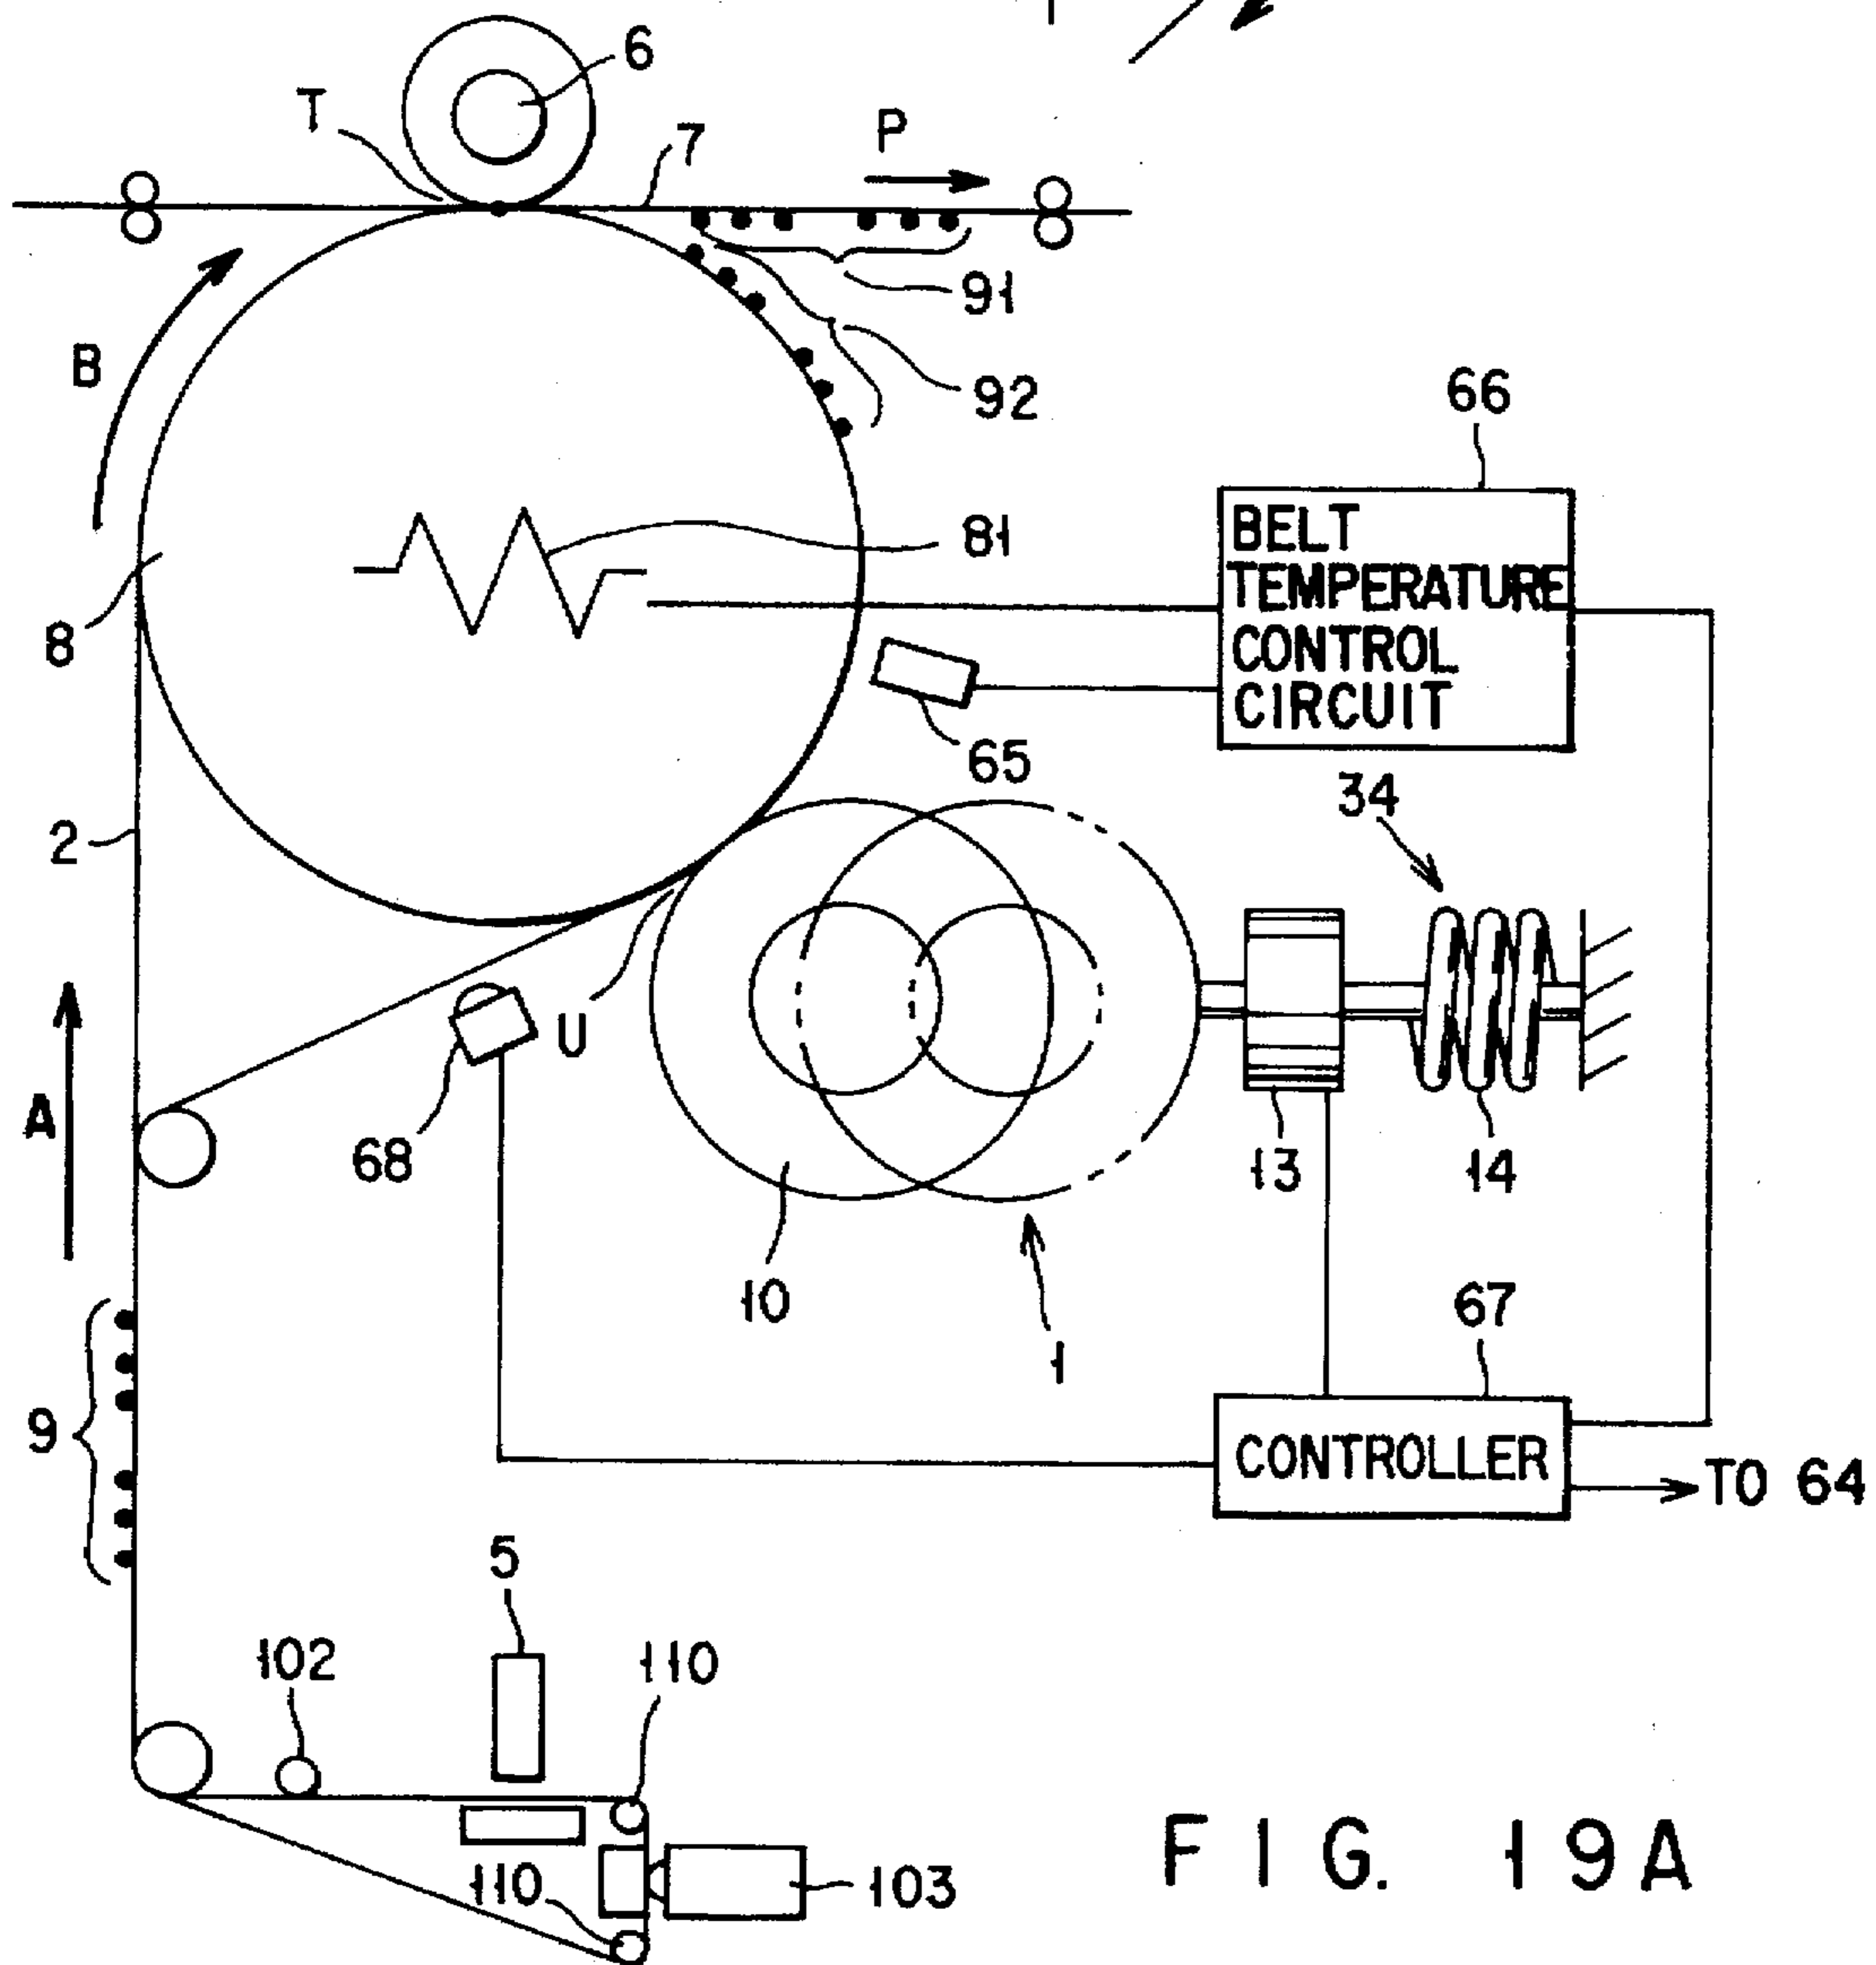 6
T
7
P
91
B
92
66
81
BELT
TEMPERATURE
CONTROL
CIRCUIT
8
65
34
2
U
A
68
13
14
10
1
67
9
CONTROLLER
TO 64
5
102
110
110
103
FIG. 19A